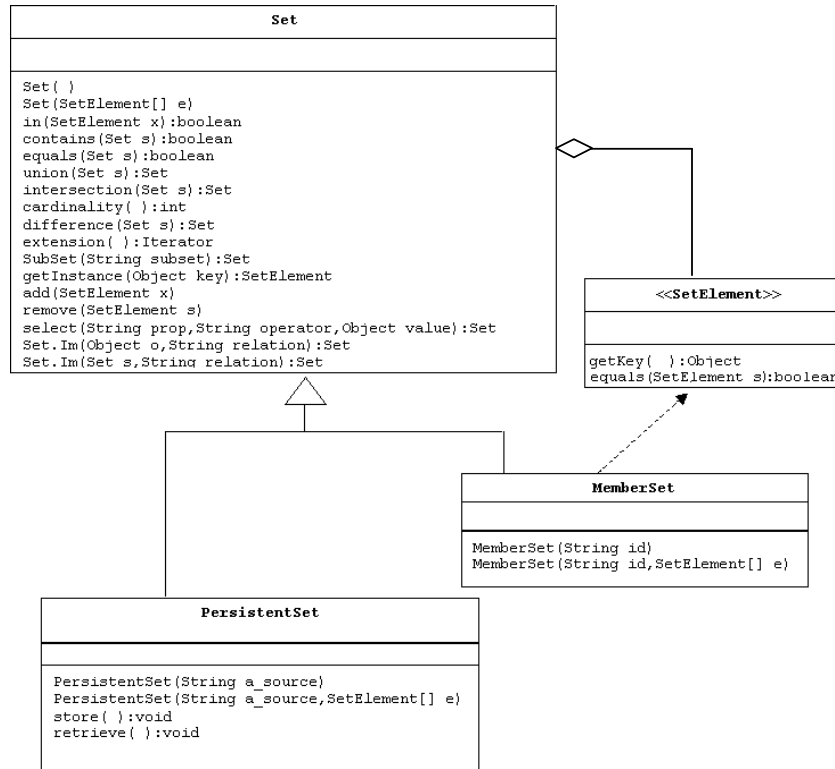 Set
Set( )
Set(SetElement[] e)
in(SetElement x):boolean
contains(Set s):boolean
equals(Set s):boolean
union(Set s):Set
intersection(Set s):Set
cardinality( ):int
difference(Set s):Set
extension( ):Iterator
SubSet(String subset):Set
getInstance(Object key):SetElement
add(SetElement x)
remove(SetElement s)
select(String prop,String operator,Object value):Set
Set.Im(Object o,String relation):Set
Set.Im(Set s,String relation):Set
<<SetElement>>
getKey( ):Object
equals(SetElement s):boolean
MemberSet
MemberSet(String id)
MemberSet(String id,SetElement[] e)
PersistentSet
PersistentSet(String a_source)
PersistentSet(String a_source,SetElement[] e)
store( ):void
retrieve( ):void